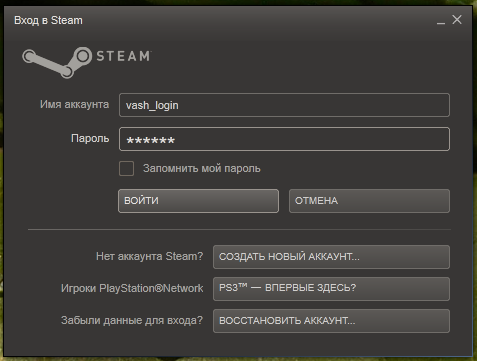 Вход в Steam
STEAM
Имя аккаунта vash_login
Пароль ******
Запомнить мой пароль
ВОЙТИ ОТМЕНА
Нет аккаунта Steam? СОЗДАТЬ НОВЫЙ АККАУНТ...
Игроки PlayStation®Network PS3™ — ВПЕРВЫЕ ЗДЕСЬ?
Забыли данные для входа? ВОССТАНОВИТЬ АККАУНТ...